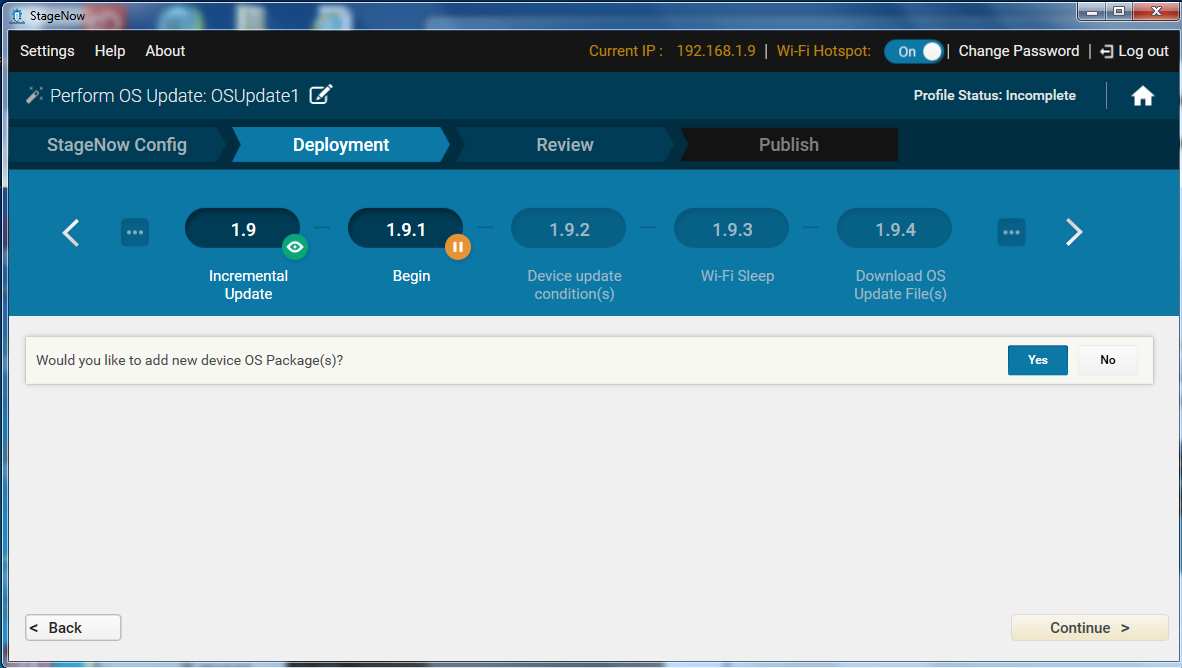 StageNow
Settings Help About Current IP : 192.168.1.9 | Wi-Fi Hotspot: On | Change Password | Log out
Perform OS Update: OSUpdate1 Profile Status: Incomplete
StageNow Config Deployment Review Publish
1.9 1.9.1 1.9.2 1.9.3 1.9.4
Incremental Begin Device update Wi-Fi Sleep Download OS
Update condition(s) Update File(s)
Would you like to add new device OS Package(s)? Yes No
< Back Continue >